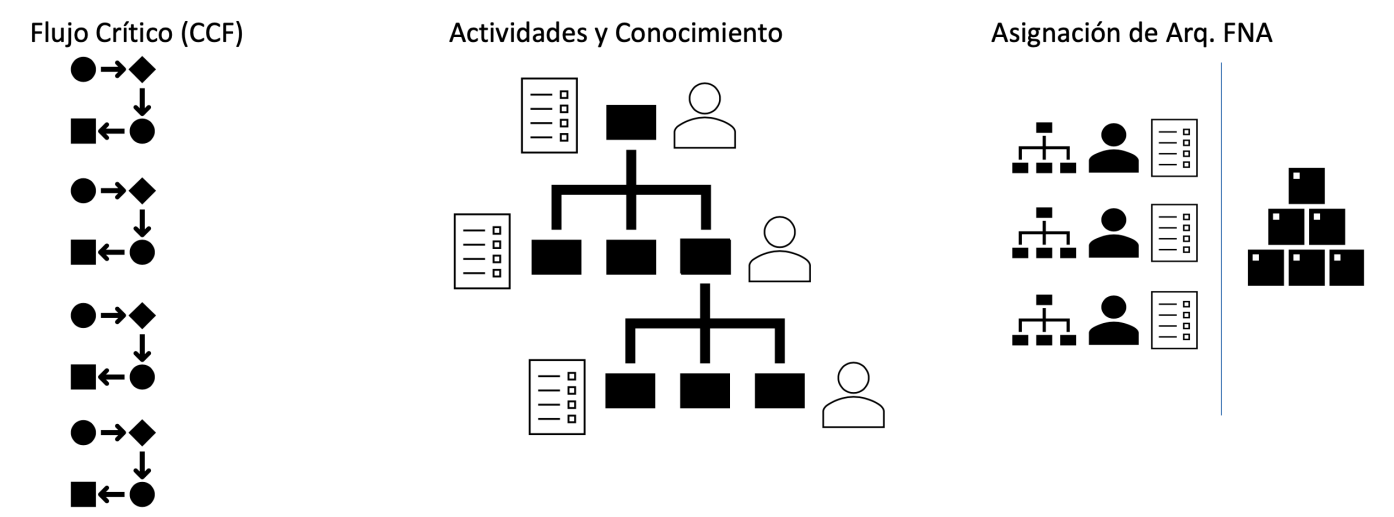 Flujo Crítico (CCF)
Actividades y Conocimiento
Asignación de Arq. FNA